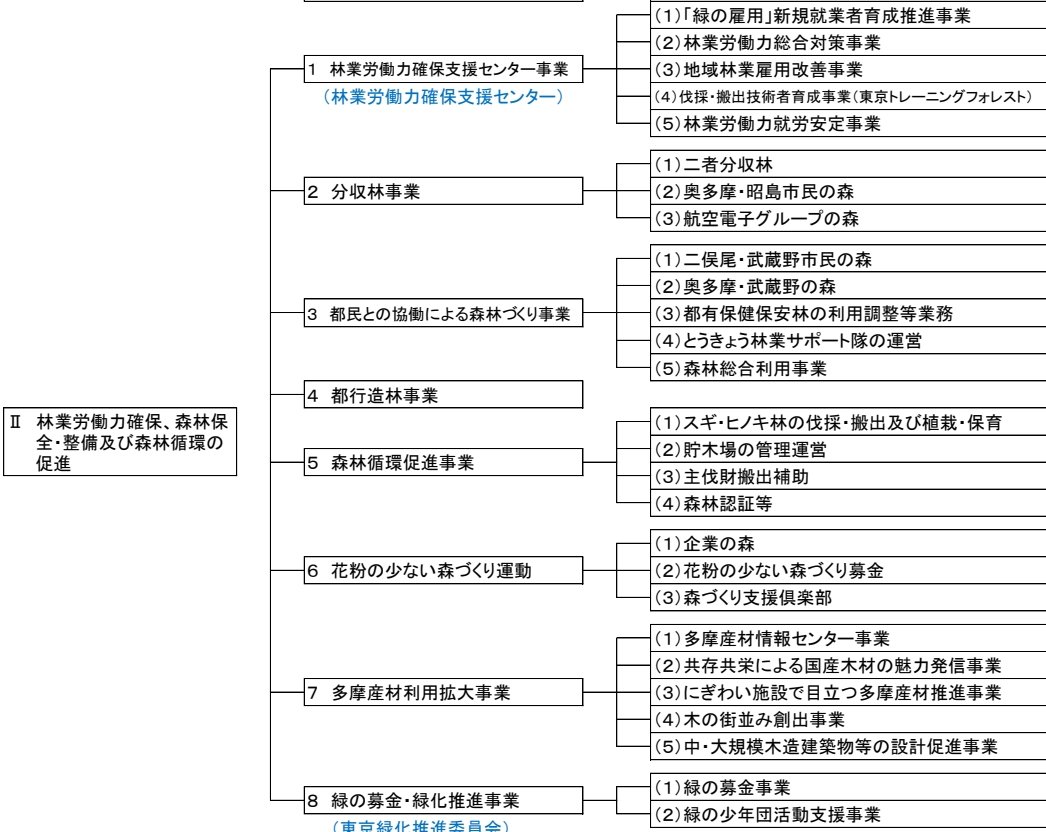 Ⅱ 林業労働力確保、森林保
全・整備及び森林循環の
促進
1 林業労働力確保支援センター事業
(林業労働力確保支援センター)
(1)「緑の雇用」新規就業者育成推進事業
(2)林業労働力総合対策事業
(3)地域林業雇用改善事業
(4)伐採・搬出技術者育成事業(東京トレーニングフォレスト)
(5)林業労働力就労安定事業
2 分収林事業
(1)二者分収林
(2)奥多摩・昭島市民の森
(3)航空電子グループの森
3 都民との協働による森林づくり事業
(1)二俣尾・武蔵野市民の森
(2)奥多摩・武蔵野の森
(3)都有保健保安林の利用調整等業務
(4)とうきょう林業サポート隊の運営
(5)森林総合利用事業
4 都行造林事業
5 森林循環促進事業
(1)スギ・ヒノキ林の伐採・搬出及び植栽・保育
(2)貯木場の管理運営
(3)主伐財搬出補助
(4)森林認証等
6 花粉の少ない森づくり運動
(1)企業の森
(2)花粉の少ない森づくり募金
(3)森づくり支援倶楽部
7 多摩産材利用拡大事業
(1)多摩産材情報センター事業
(2)共存共栄による国産木材の魅力発信事業
(3)にぎわい施設で目立つ多摩産材推進事業
(4)木の街並み創出事業
(5)中・大規模木造建築物等の設計促進事業
8 緑の募金・緑化推進事業
(東京緑化推進委員会)
(1)緑の募金事業
(2)緑の少年団活動支援事業